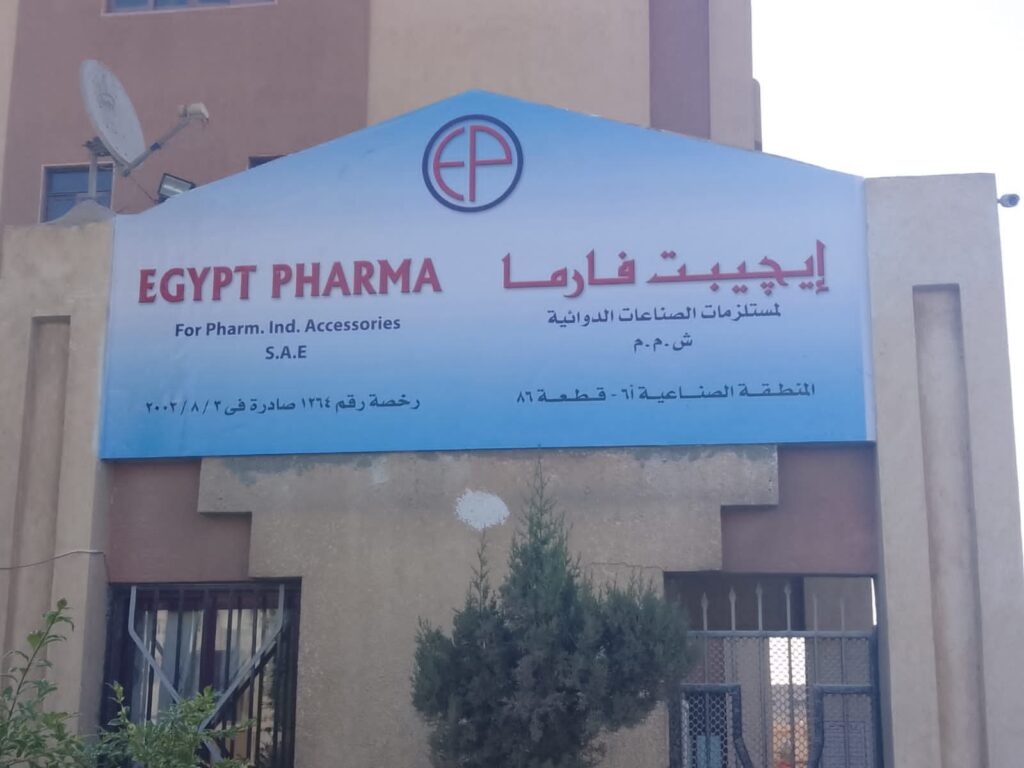 EP
EGYPT PHARMA
For Pharm. Ind. Accessories
S.A.E
إيچيبت فارما
لمستلزمات الصناعات الدوائية
ش.م.م
المنطقة الصناعية أ٦ - قطعة ٨٦
رخصة رقم ١٢٦٤ صادرة فى ٣ / ٨ / ٢٠٠٢